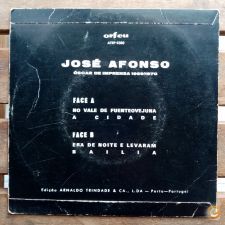 orfeu
ATEP 6380
JOSÉ AFONSO
ÓSCAR DE IMPRENSA 1969/1970
FACE A
NO VALE DE FUENTEOVEJUNA
A CIDADE
FACE B
ERA DE NOITE E LEVARAM
BAILIA
Edição ARNALDO TRINDADE & CA., LDA — Porto-Portugal